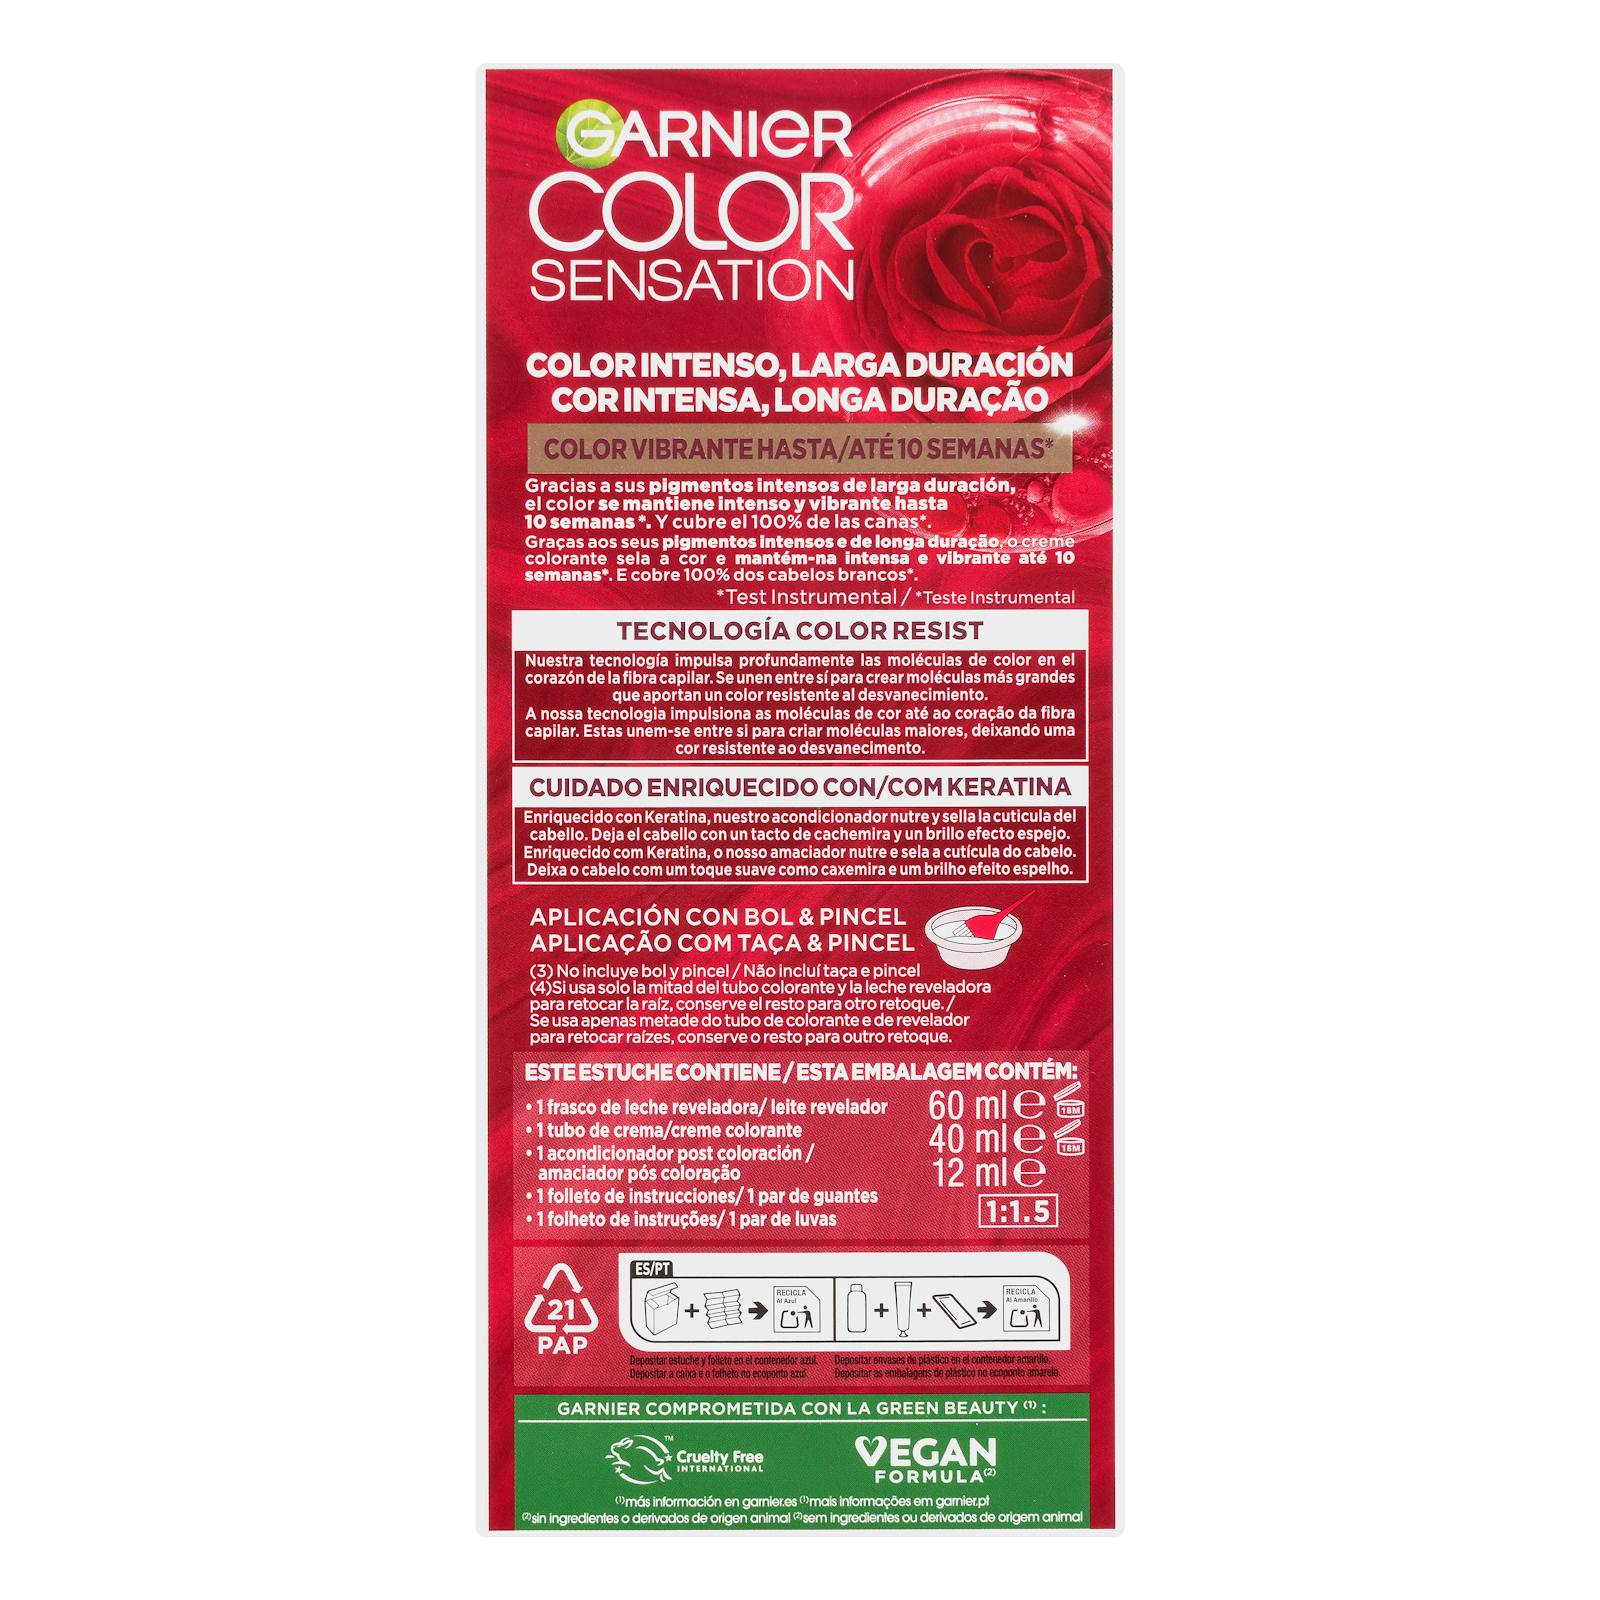 GARNIER
COLOR
SENSATION
COLOR INTENSO, LARGA DURACIÓN
COR INTENSA, LONGA DURAÇÃO
COLOR VIBRANTE HASTA/ATÉ 10 SEMANAS*
Gracias a sus pigmentos intensos de larga duración,
el color se mantiene intenso y vibrante hasta
10 semanas*. Y cubre el 100% de las canas*.
Graças aos seus pigmentos intensos e de longa duração, o creme
colorante sela a cor e mantém-na intensa e vibrante até 10
semanas*. E cobre 100% dos cabelos brancos*.
*Test Instrumental / *Teste Instrumental
TECNOLOGÍA COLOR RESIST
Nuestra tecnología impulsa profundamente las moléculas de color en el
corazón de la fibra capilar. Se unen entre sí para crear moléculas más grandes
que aportan un color resistente al desvanecimiento.
A nossa tecnologia impulsiona as moléculas de cor até ao coração da fibra
capilar. Estas unem-se entre si para criar moléculas maiores, deixando uma
cor resistente ao desvanecimento.
CUIDADO ENRIQUECIDO CON/COM KERATINA
Enriquecido con Keratina, nuestro acondicionador nutre y sella la cuticula del
cabello. Deja el cabello con un tacto de cachemira y un brillo efecto espejo.
Enriquecido com Keratina, o nosso amaciador nutre e sela a cutícula do cabelo.
Deixa o cabelo com um toque suave como caxemira e um brilho efeito espelho.
APLICACIÓN CON BOL & PINCEL
APLICAÇÃO COM TAÇA & PINCEL
(3) No incluye bol y pincel / Não incluí taça e pincel
(4)Si usa solo la mitad del tubo colorante y la leche reveladora
para retocar la raíz, conserve el resto para otro retoque. /
Se usa apenas metade do tubo de colorante e de revelador
para retocar raízes, conserve o resto para outro retoque.
ESTE ESTUCHE CONTIENE / ESTA EMBALAGEM CONTÉM:
• 1 frasco de leche reveladora/ leite revelador 60 ml ℮ 18M
• 1 tubo de crema/creme colorante 40 ml ℮ 18M
• 1 acondicionador post coloración /
amaciador pós coloração 12 ml ℮
• 1 folleto de instrucciones/ 1 par de guantes
• 1 folheto de instruções/ 1 par de luvas 1:1.5
ES/PT
RECICLA
Al Azul
RECICLA
Al Amarillo
21
PAP
Depositar estuche y folleto en el contenedor azul.
Depositar a caixa e o folheto no ecoponto azul.
Depositar envases de plástico en el contenedor amarillo.
Depositar as embalagens de plástico no ecoponto amarelo.
GARNIER COMPROMETIDA CON LA GREEN BEAUTY (1) :
TM
Cruelty Free
INTERNATIONAL
VEGAN
FORMULA(2)
(1)más información en garnier.es (1)mais informações em garnier.pt
(2)sin ingredientes o derivados de origen animal (2)sem ingredientes ou derivados de origem animal